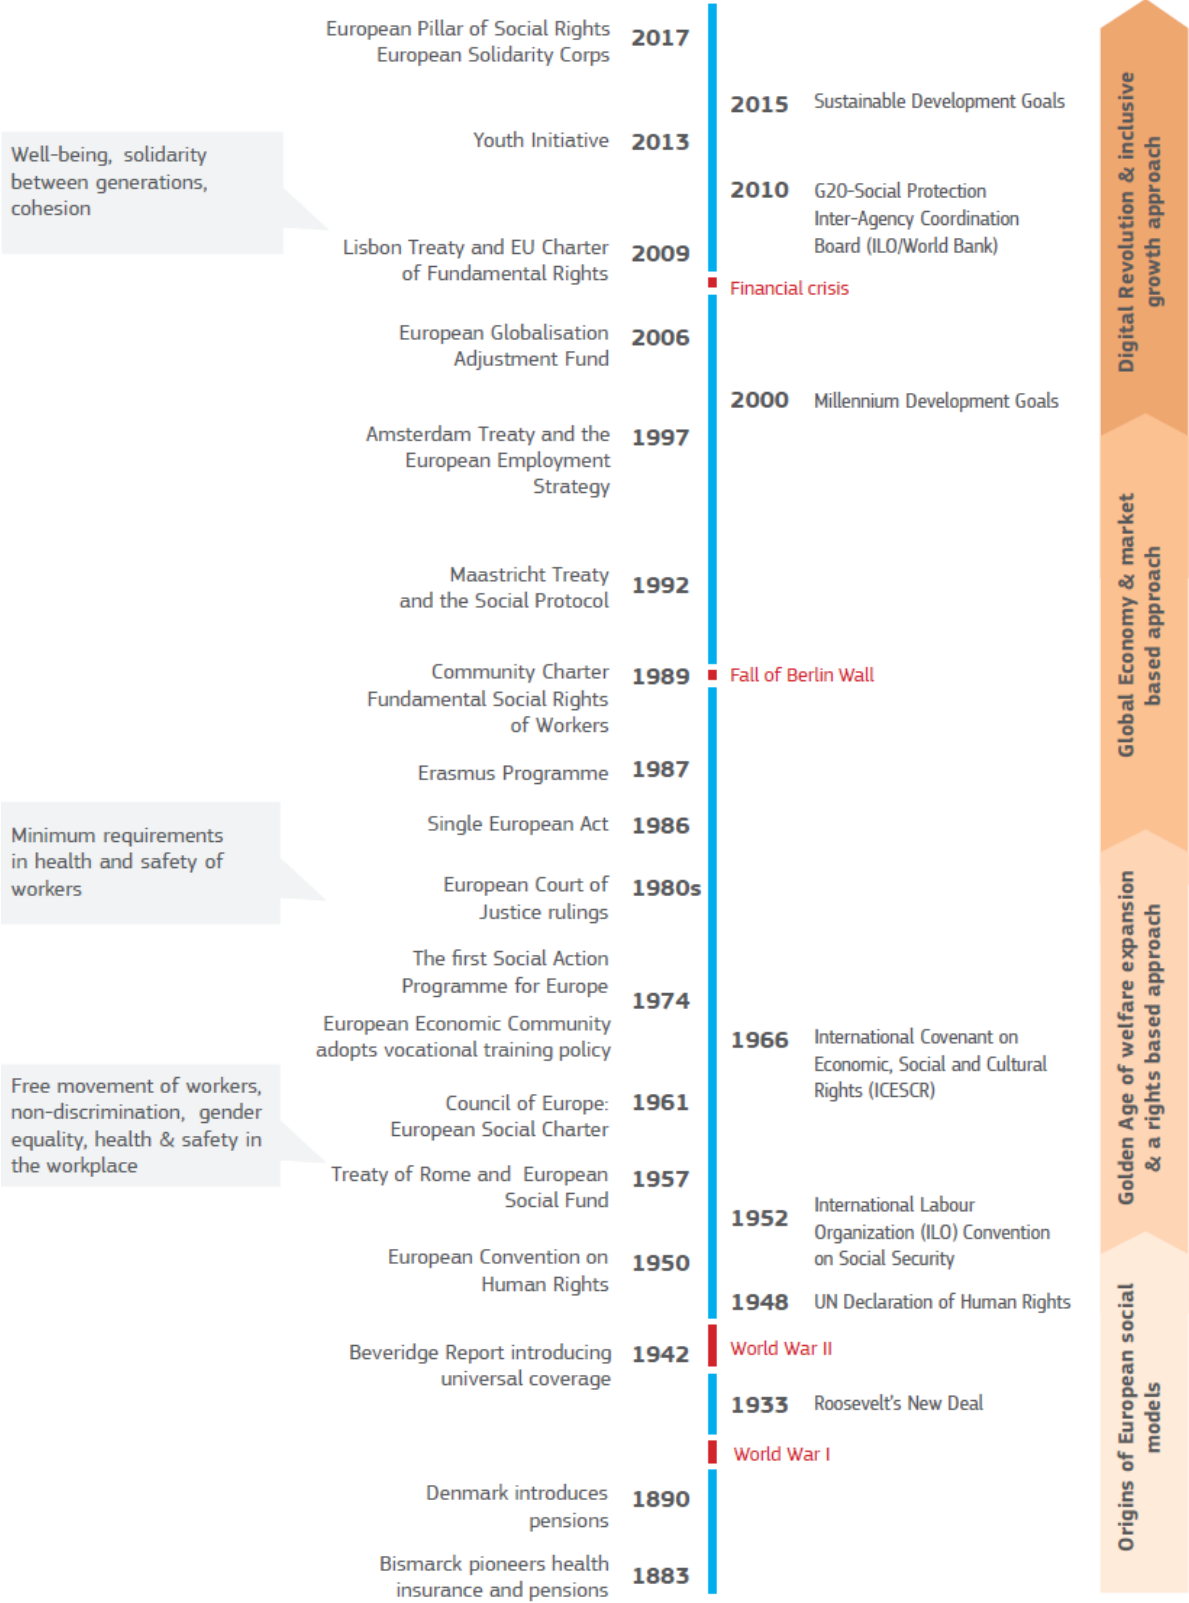 European Pillar of Social Rights
European Solidarity Corps
2017
2015
Sustainable Development Goals
Youth Initiative
2013
Well-being, solidarity
between generations,
cohesion
2010
G20-Social Protection
Inter-Agency Coordination
Board (ILO/World Bank)
Lisbon Treaty and EU Charter
of Fundamental Rights
2009
Financial crisis
European Globalisation
Adjustment Fund
2006
2000
Millennium Development Goals
Digital Revolution & inclusive
growth approach
Amsterdam Treaty and the
European Employment
Strategy
1997
Maastricht Treaty
and the Social Protocol
1992
Community Charter
Fundamental Social Rights
of Workers
1989
Fall of Berlin Wall
Global Economy & market
based approach
Erasmus Programme
1987
Single European Act
1986
Minimum requirements
in health and safety of
workers
European Court of
Justice rulings
1980s
The first Social Action
Programme for Europe
1974
European Economic Community
adopts vocational training policy
1966
International Covenant on
Economic, Social and Cultural
Rights (ICESCR)
Free movement of workers,
non-discrimination, gender
equality, health & safety in
the workplace
Council of Europe:
European Social Charter
1961
Treaty of Rome and European
Social Fund
1957
Golden Age of welfare expansion
& a rights based approach
1952
International Labour
Organization (ILO) Convention
on Social Security
European Convention on
Human Rights
1950
1948
UN Declaration of Human Rights
Beveridge Report introducing
universal coverage
1942
World War II
1933
Roosevelt's New Deal
World War I
Denmark introduces
pensions
1890
Bismarck pioneers health
insurance and pensions
1883
Origins of European social
models